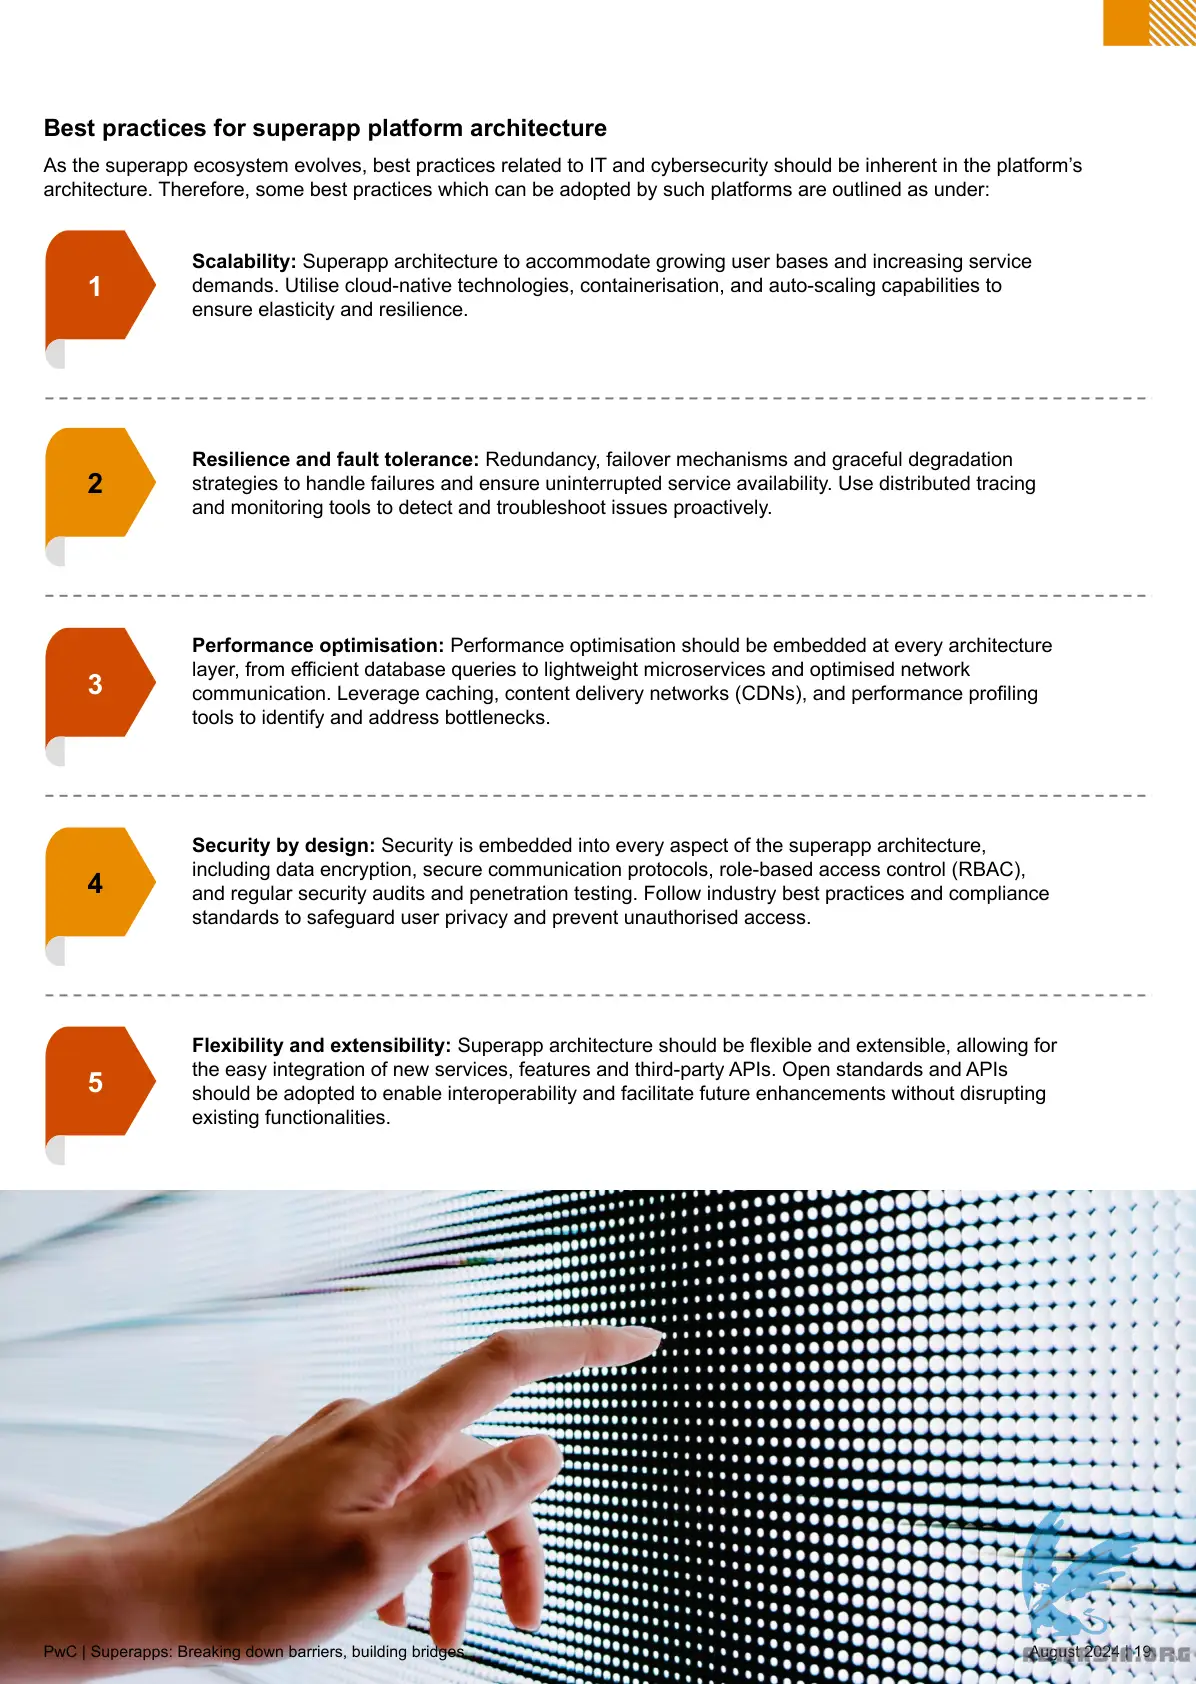 Best practices for superapp platform architecture
As the superapp ecosystem evolves, best practices related to IT and cybersecurity should be inherent in the platform’s
architecture. Therefore, some best practices which can be adopted by such platforms are outlined as under:
1
Scalability: Superapp architecture to accommodate growing user bases and increasing service
demands. Utilise cloud-native technologies, containerisation, and auto-scaling capabilities to
ensure elasticity and resilience.
2
Resilience and fault tolerance: Redundancy, failover mechanisms and graceful degradation
strategies to handle failures and ensure uninterrupted service availability. Use distributed tracing
and monitoring tools to detect and troubleshoot issues proactively.
3
Performance optimisation: Performance optimisation should be embedded at every architecture
layer, from efficient database queries to lightweight microservices and optimised network
communication. Leverage caching, content delivery networks (CDNs), and performance profiling
tools to identify and address bottlenecks.
4
Security by design: Security is embedded into every aspect of the superapp architecture,
including data encryption, secure communication protocols, role-based access control (RBAC),
and regular security audits and penetration testing. Follow industry best practices and compliance
standards to safeguard user privacy and prevent unauthorised access.
5
Flexibility and extensibility: Superapp architecture should be flexible and extensible, allowing for
the easy integration of new services, features and third-party APIs. Open standards and APIs
should be adopted to enable interoperability and facilitate future enhancements without disrupting
existing functionalities.
PwC | Superapps: Breaking down barriers, building bridges
August 2024 | 19